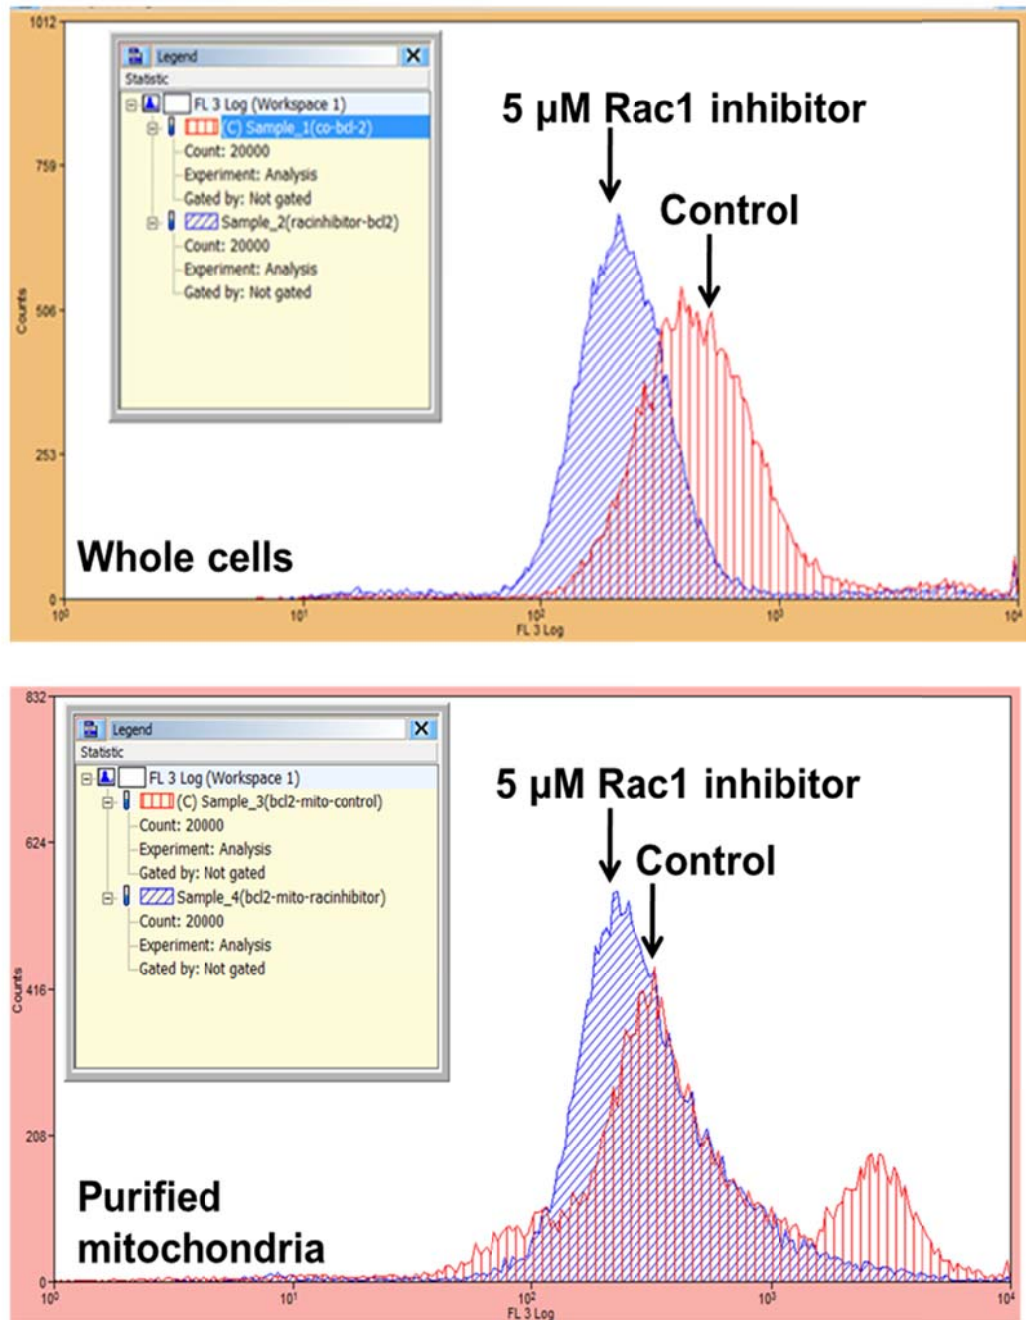 1012
759
506
253
0
Counts
Legend
Statistic
FL 3 Log (Workspace 1)
(C) Sample_1(co-bcl-2)
Count: 20000
Experiment: Analysis
Gated by: Not gated
Sample_2(racinhibitor-bcl2)
Count: 20000
Experiment: Analysis
Gated by: Not gated
5 μM Rac1 inhibitor
Control
Whole cells
10⁰ 10¹ 10² 10³ 10⁴
FL 3 Log
832
624
416
208
0
Counts
Legend
Statistic
FL 3 Log (Workspace 1)
(C) Sample_3(bcl2-mito-control)
Count: 20000
Experiment: Analysis
Gated by: Not gated
Sample_4(bcl2-mito-racinhibitor)
Count: 20000
Experiment: Analysis
Gated by: Not gated
5 μM Rac1 inhibitor
Control
Purified
mitochondria
10⁰ 10¹ 10² 10³ 10⁴
FL 3 Log